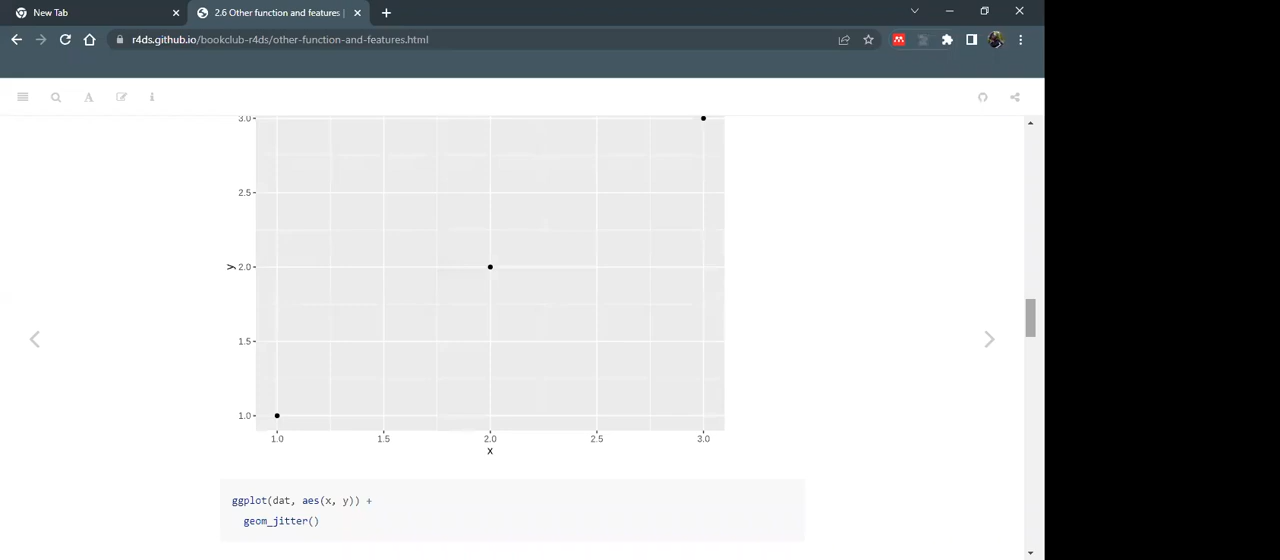 New Tab
2.6 Other function and features |
r4ds.github.io/bookclub-r4ds/other-function-and-features.html
3.0
2.5
y 2.0
1.5
1.0
1.0 1.5 2.0 2.5 3.0
x
ggplot(dat, aes(x, y)) +
geom_jitter()